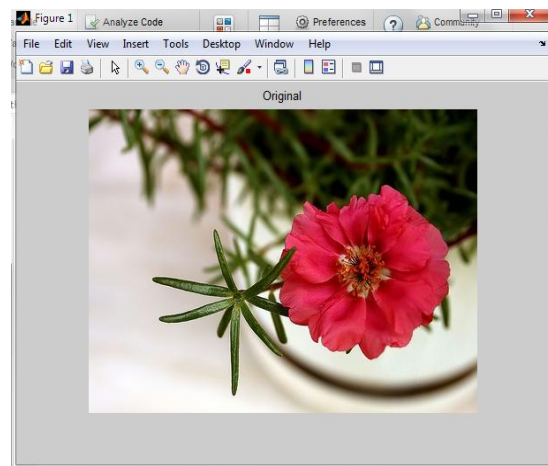 Figure 1
Analyze Code
Preferences
Community
File Edit View Insert Tools Desktop Window Help
Original